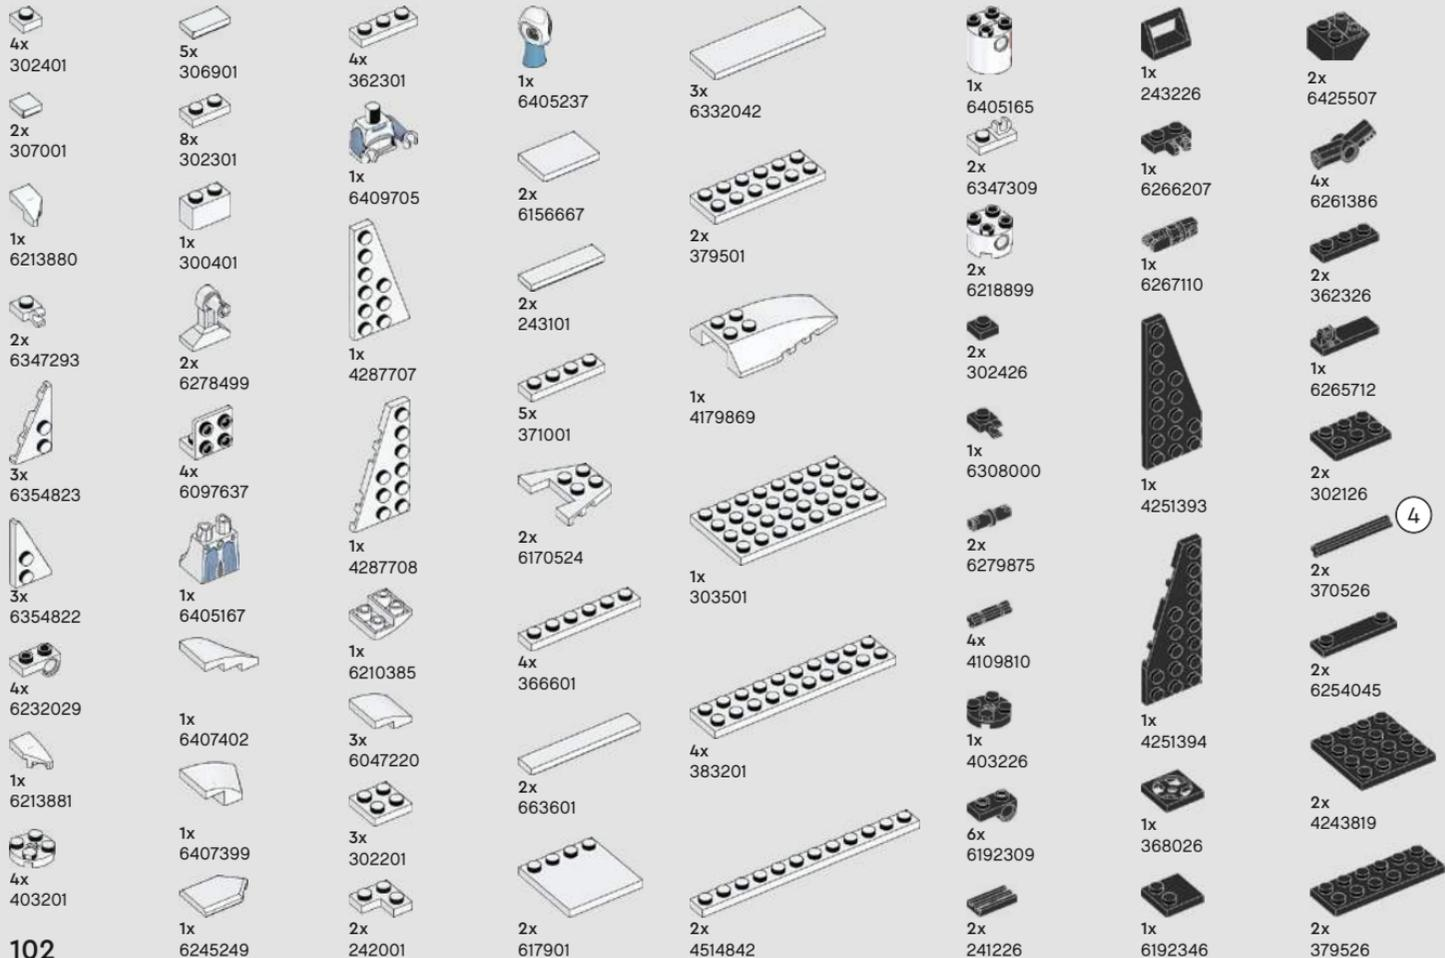 4x
302401
2x
307001
1x
6213880
2x
6347293
3x
6354823
3x
6354822
4x
6232029
1x
6213881
4x
403201
5x
306901
8x
302301
1x
300401
2x
6278499
4x
6097637
1x
6405167
1x
6407402
1x
6407399
1x
6245249
4x
362301
1x
6409705
1x
4287707
1x
4287708
1x
6210385
3x
6047220
3x
302201
2x
242001
1x
6405237
2x
6156667
2x
243101
5x
371001
2x
6170524
4x
366601
2x
663601
2x
617901
3x
6332042
2x
379501
1x
4179869
1x
303501
4x
383201
2x
4514842
1x
6405165
2x
6347309
2x
6218899
2x
302426
1x
6308000
2x
6279875
4x
4109810
1x
403226
6x
6192309
2x
241226
1x
243226
1x
6266207
1x
6267110
1x
4251393
1x
4251394
1x
368026
1x
6192346
2x
6425507
4x
6261386
2x
362326
1x
6265712
2x
302126
4
2x
370526
2x
6254045
2x
4243819
2x
379526
102